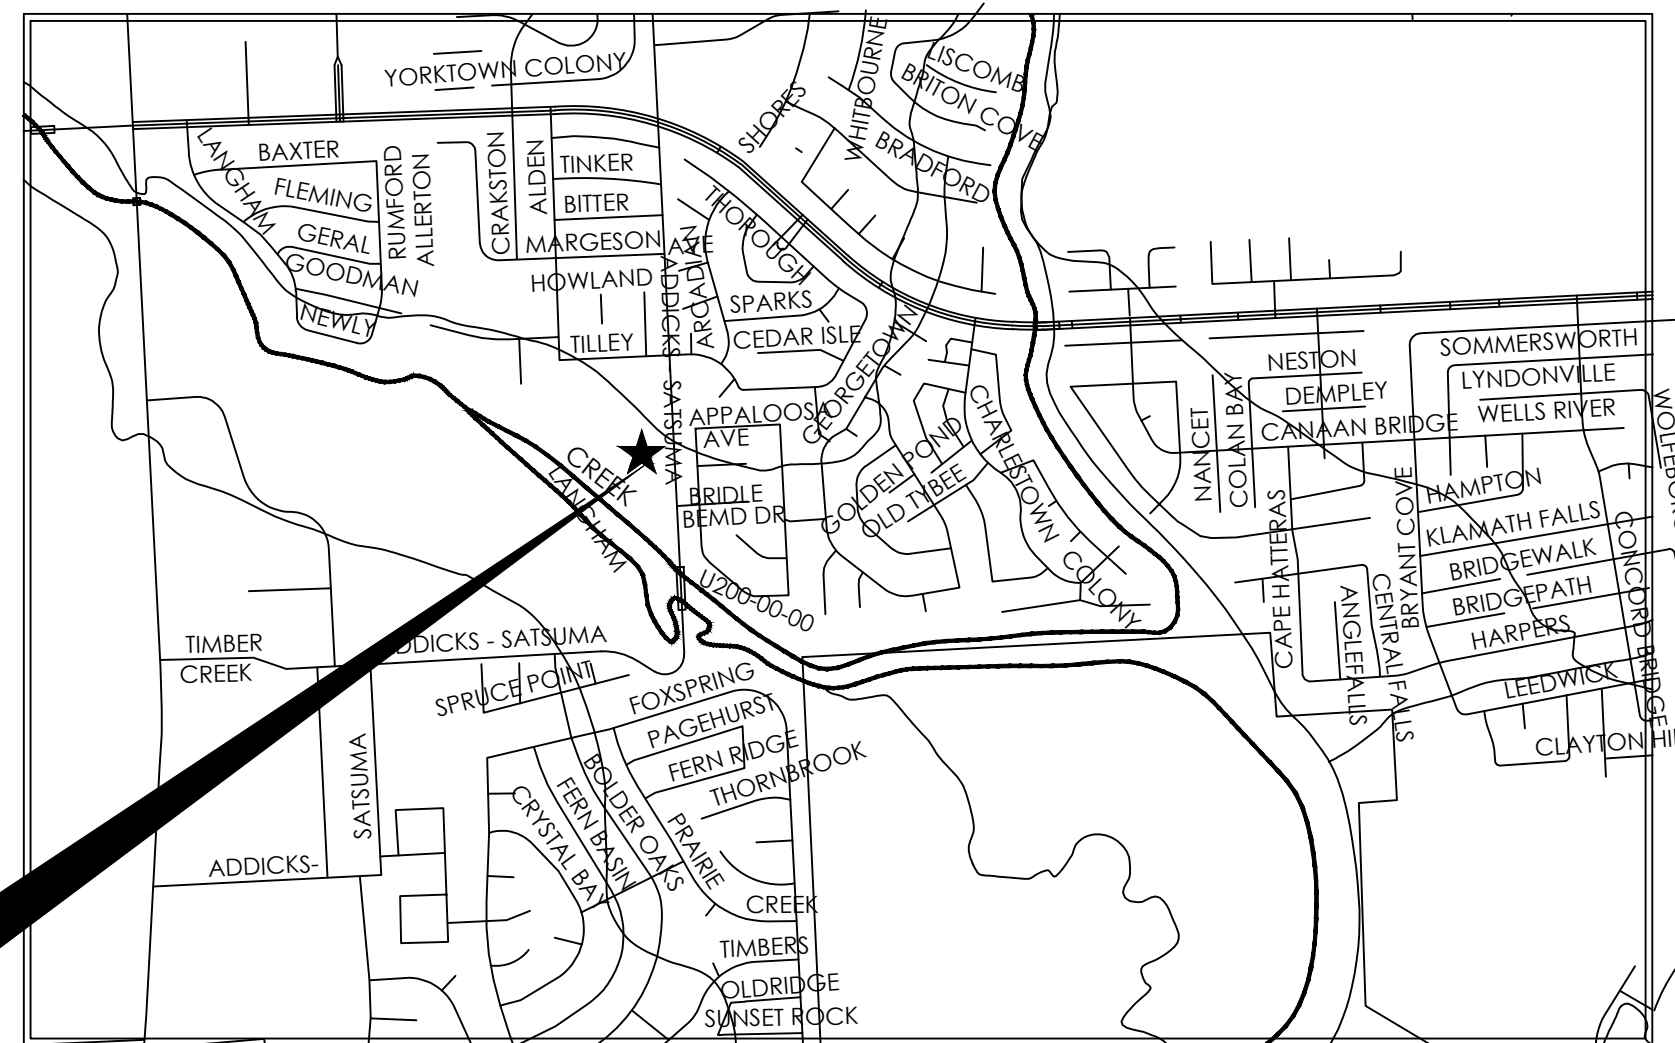 YORKTOWN COLONY
LISCOMB
BRITON COVE
WHITBOURNE
SHORES
BRADFORD
LANGHAM
BAXTER
FLEMING
GERAL
GOODMAN
NEWLY
RUMFORD
ALLERTON
CRAKSTON
ALDEN
TINKER
BITTER
MARGESON AVE
HOWLAND
TILLEY
THOROUGH
ARCADIAN
SPARKS
CEDAR ISLE
ADDICKS - SATSUMA
GEORGETOWN
APPALOOSA
AVE
BRIDLE
BEMD DR
CREEK
LANGHAM
U200-00-00
GOLDEN POND
OLD TYBEE
CHARLESTOWN COLONY
NESTON
DEMPLEY
CANAAN BRIDGE
NANCET
COLAN BAY
SOMMERSWORTH
LYNDONVILLE
WELLS RIVER
HAMPTON
KLAMATH FALLS
BRIDGEWALK
BRIDGEPATH
HARPERS
LEEDWICK
CONCORD BRIDGE
CAPE HATTERAS
ANGLEFALLS
CENTRAL FALLS
BRYANT COVE
TIMBER
CREEK
DDICKS - SATSUMA
SPRUCE POINT
FOXSPRING
PAGEHURST
FERN RIDGE
THORNBROOK
SATSUMA
ADDICKS-
CRYSTAL BAY
FERN BASIN
BOLDER OAKS
PRAIRIE
CREEK
TIMBERS
OLDRIDGE
SUNSET ROCK